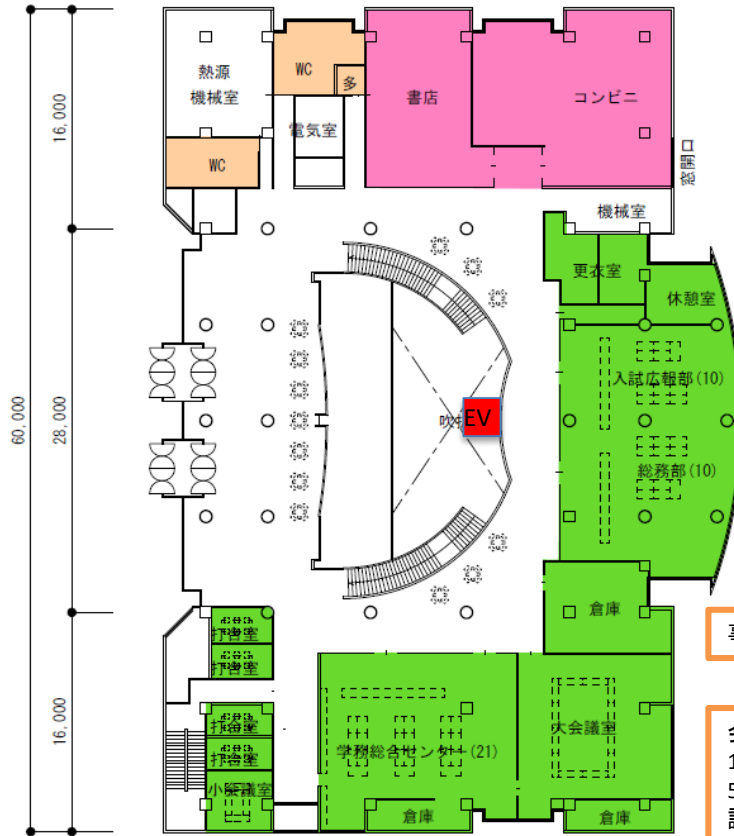 熱源
機械室
WC
多
電気室
WC
書店
コンビニ
窓開口
機械室
更衣室
休憩室
入試広報部(10)
総務部(10)
吹
EV
倉庫
打合室
打合室
打合室
打合室
小会議室
学務総合センター(21)
大会議室
倉庫
倉庫
60,000
16,000
28,000
16,000